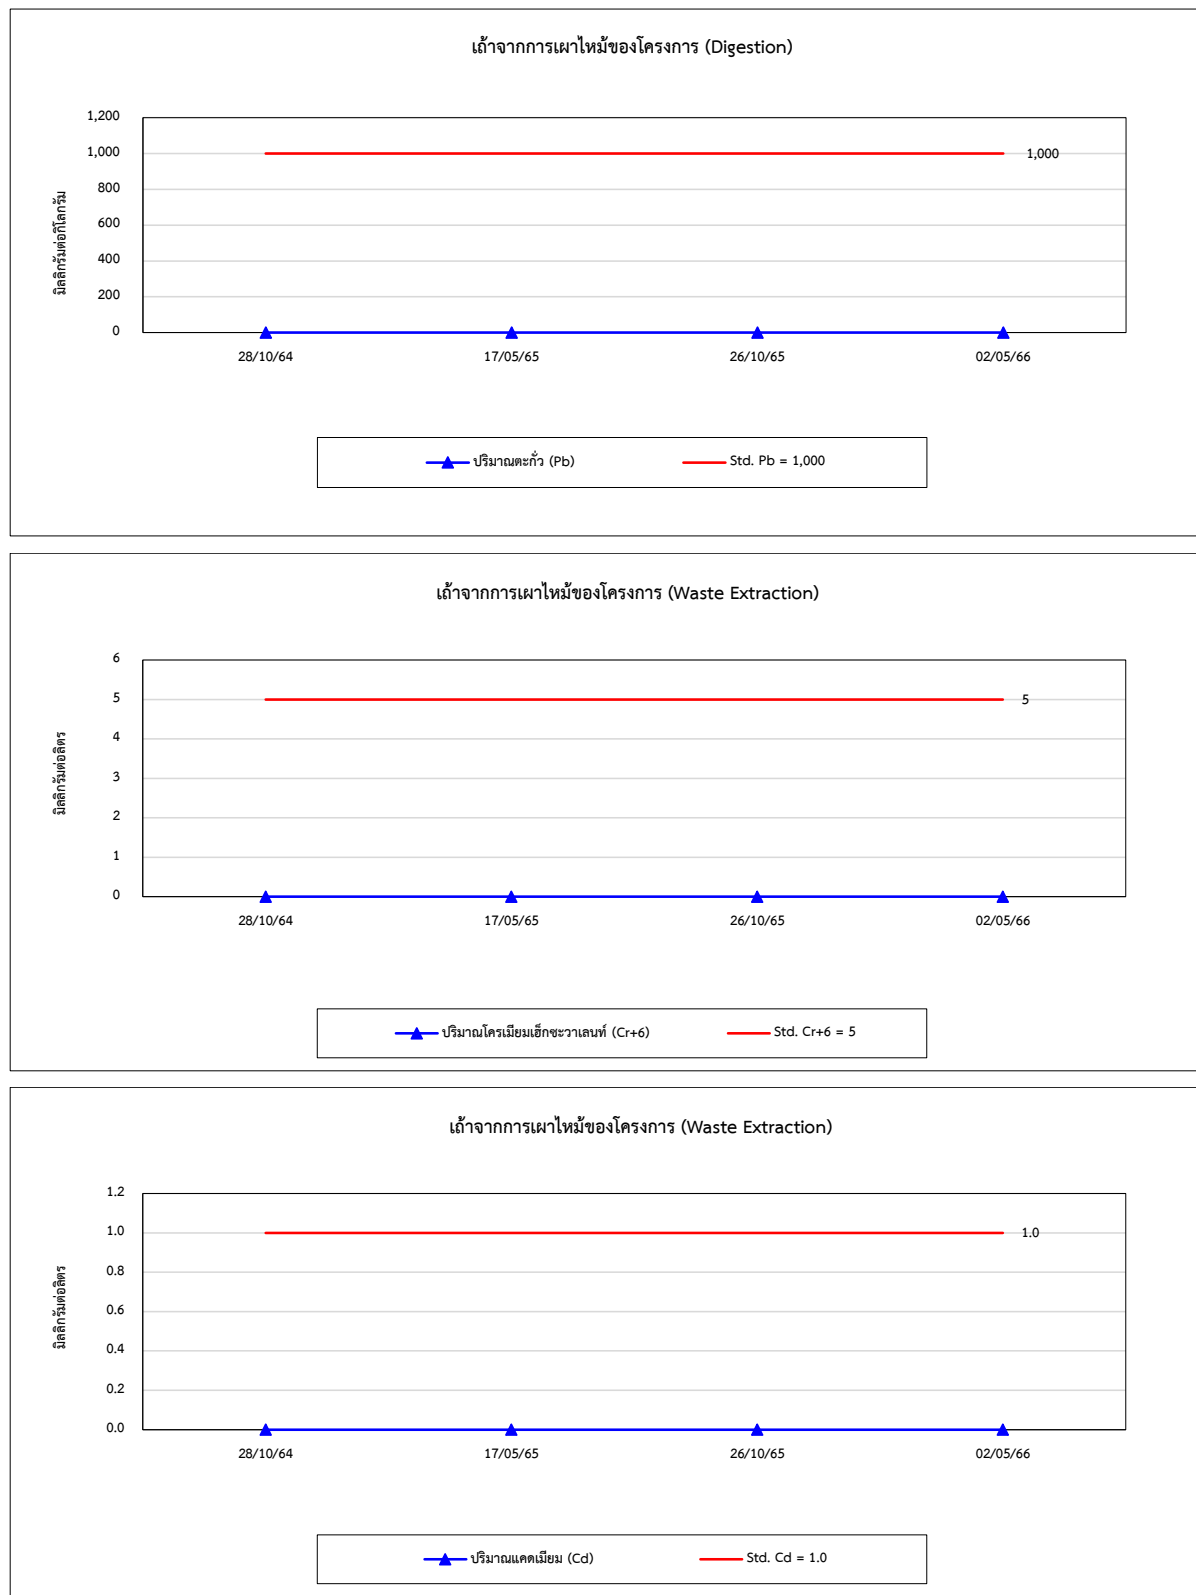 เถ้าจากการเผาไหม้ของโครงการ (Digestion)
มิลลิกรัมต่อกิโลกรัม
1,200
1,000
800
600
400
200
0
1,000
28/10/64 17/05/65 26/10/65 02/05/66
ปริมาณตะกั่ว (Pb) Std. Pb = 1,000
เถ้าจากการเผาไหม้ของโครงการ (Waste Extraction)
มิลลิกรัมต่อลิตร
6
5
4
3
2
1
0
5
28/10/64 17/05/65 26/10/65 02/05/66
ปริมาณโครเมียมเฮ็กซะวาเลนท์ (Cr+6) Std. Cr+6 = 5
เถ้าจากการเผาไหม้ของโครงการ (Waste Extraction)
มิลลิกรัมต่อลิตร
1.2
1.0
0.8
0.6
0.4
0.2
0.0
1.0
28/10/64 17/05/65 26/10/65 02/05/66
ปริมาณแคดเมียม (Cd) Std. Cd = 1.0